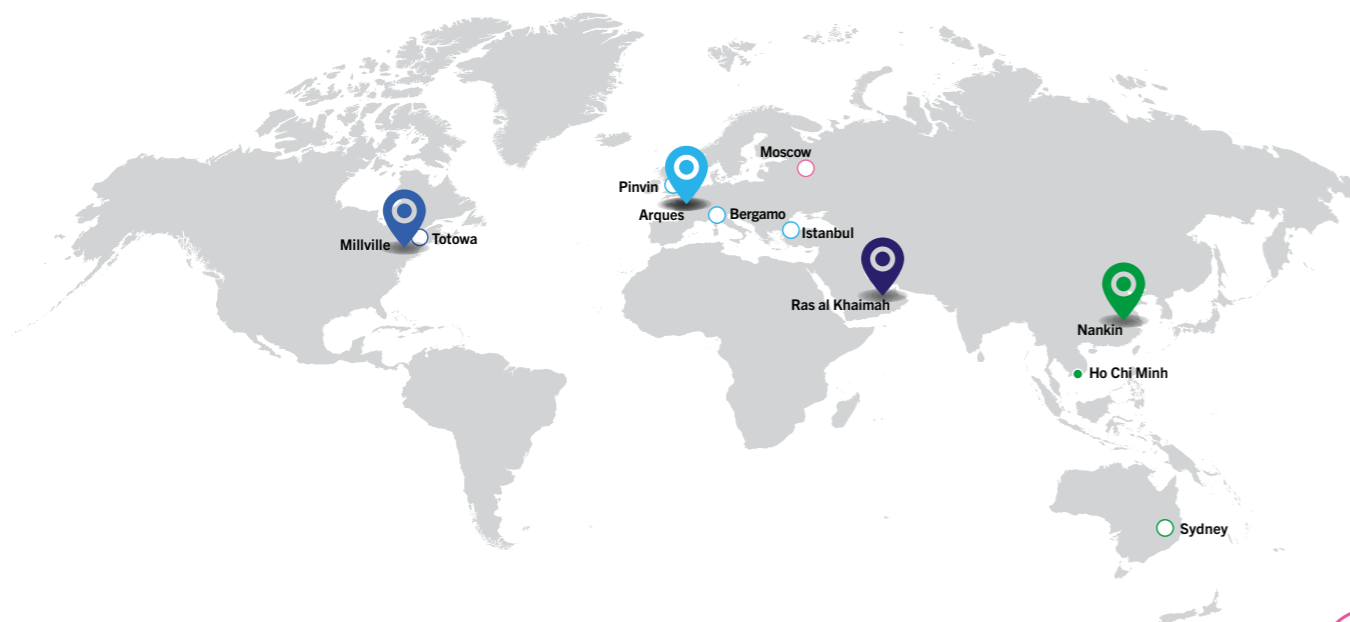 Moscow
Pinvin
Arques
Bergamo
Istanbul
Millville
Totowa
Ras al Khaimah
Nankin
Ho Chi Minh
Sydney